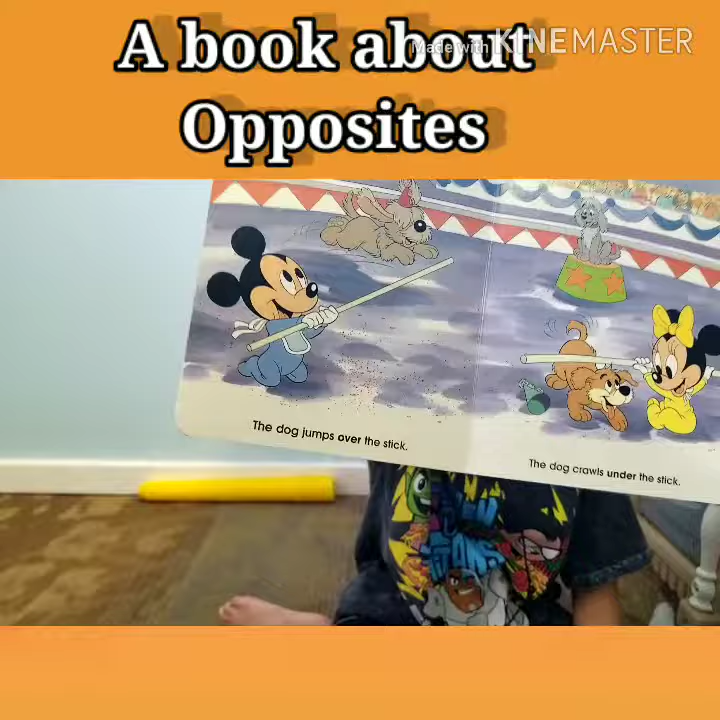 A book about
Made with KINEMASTER
Opposites
The dog jumps over the stick.
The dog crawls under the stick.